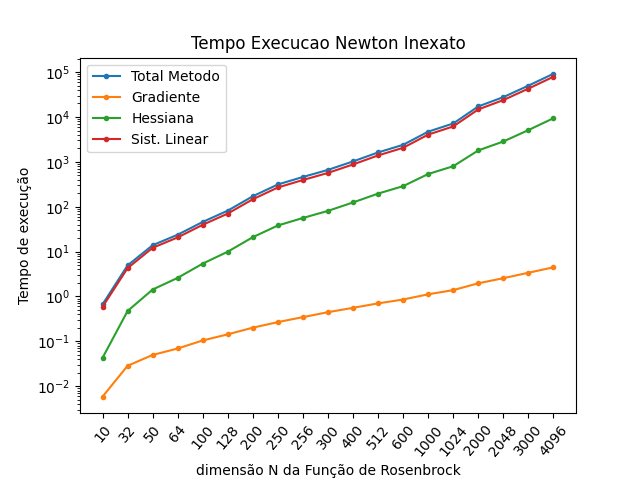 Tempo Execucao Newton Inexato
Total Metodo
Gradiente
Hessiana
Sist. Linear
Tempo de execução
10^5
10^4
10^3
10^2
10^1
10^0
10^-1
10^-2
10 32 50 64 100 128 200 250 256 300 400 512 600 1000 1024 2000 2048 3000 4096
dimensão N da Função de Rosenbrock